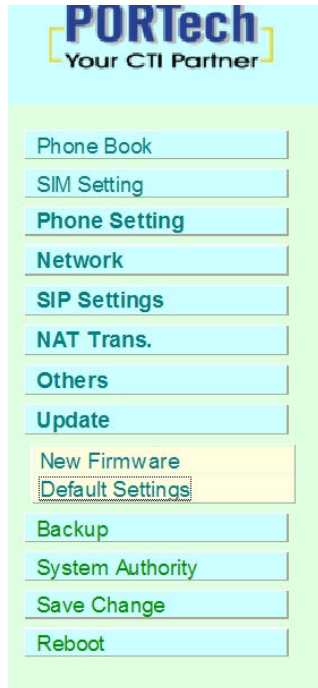 PORTech
Your CTI Partner
Phone Book
SIM Setting
Phone Setting
Network
SIP Settings
NAT Trans.
Others
Update
New Firmware
Default Settings
Backup
System Authority
Save Change
Reboot